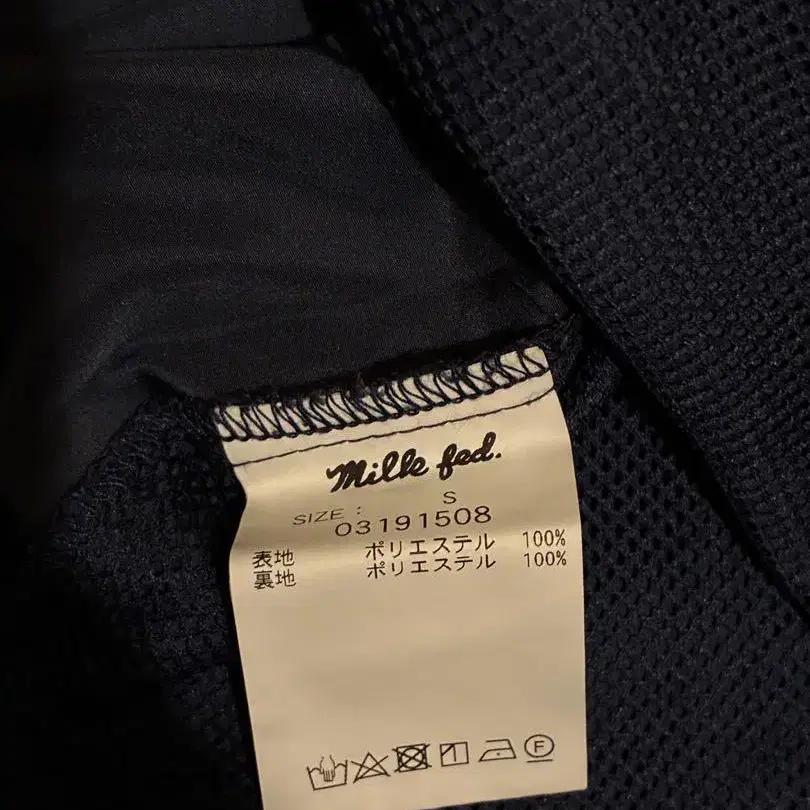 Milk fed.
SIZE : S
03191508
表地 ポリエステル 100%
裏地 ポリエステル 100%
F